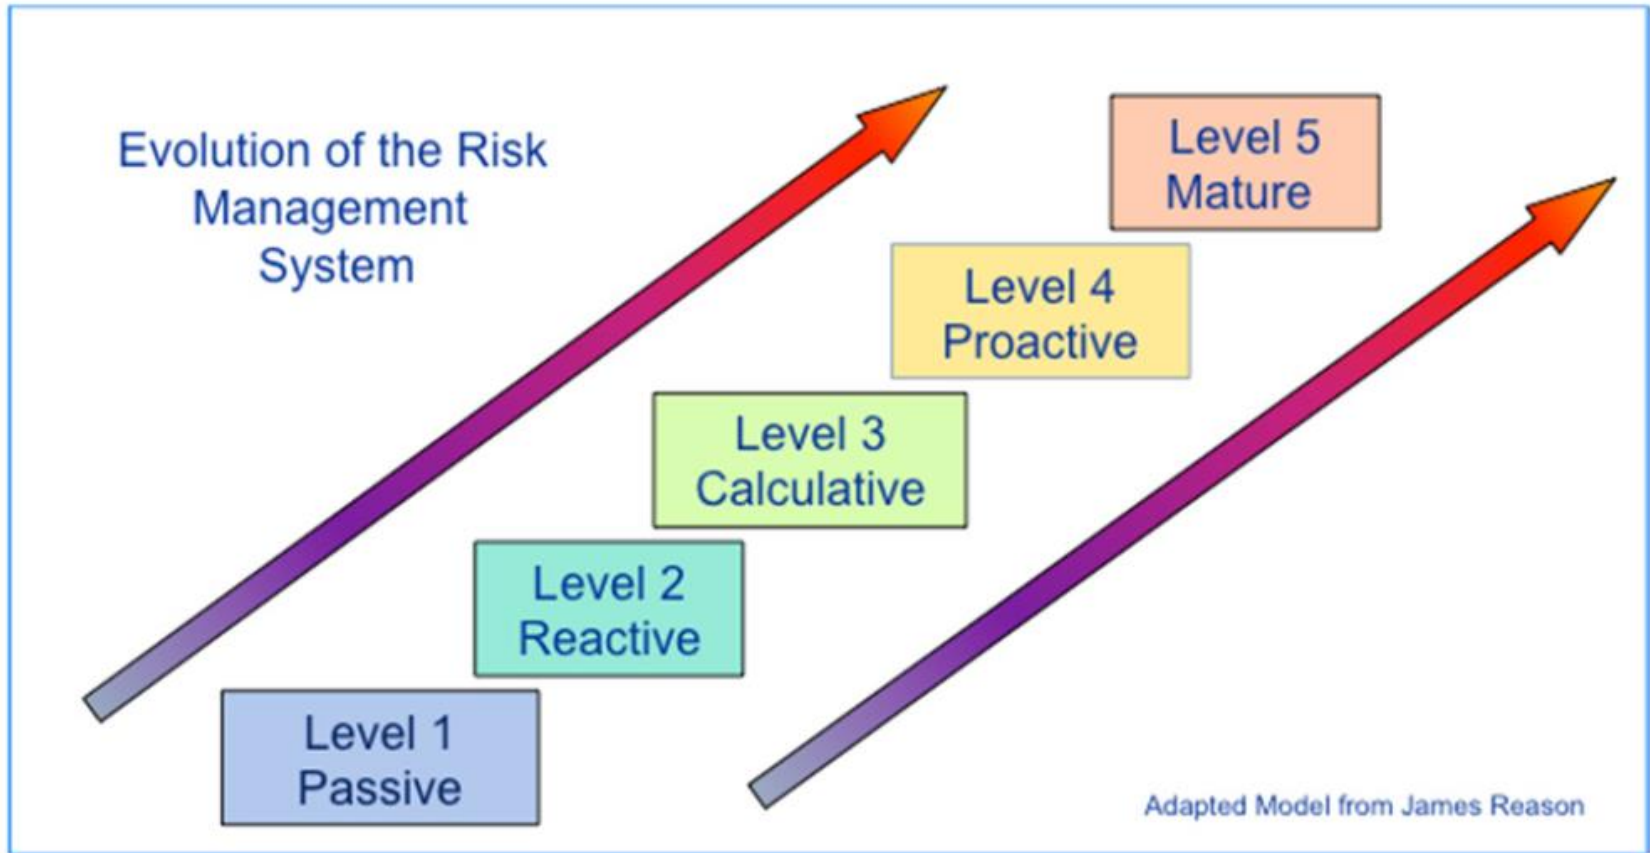 Evolution of the Risk
Management
System
Level 5
Mature
Level 4
Proactive
Level 3
Calculative
Level 2
Reactive
Level 1
Passive
Adapted Model from James Reason